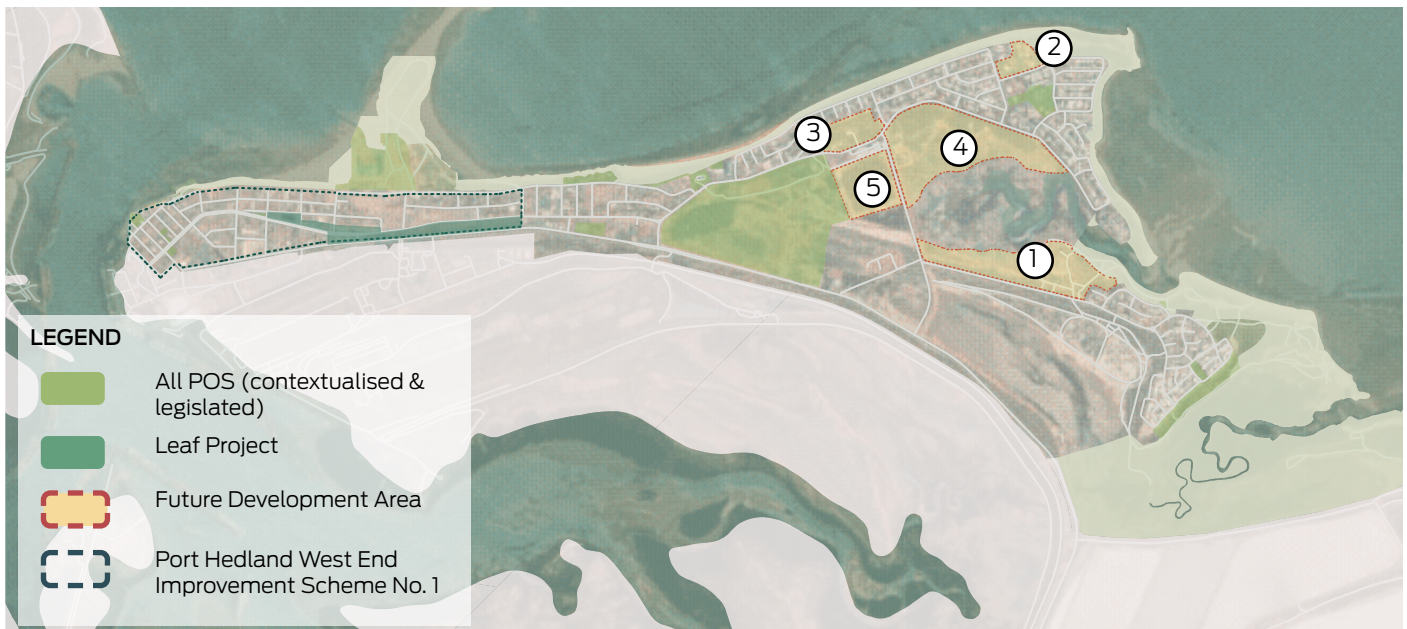 2
3
4
5
1
LEGEND
All POS (contextualised &
legislated)
Leaf Project
Future Development Area
Port Hedland West End
Improvement Scheme No. 1